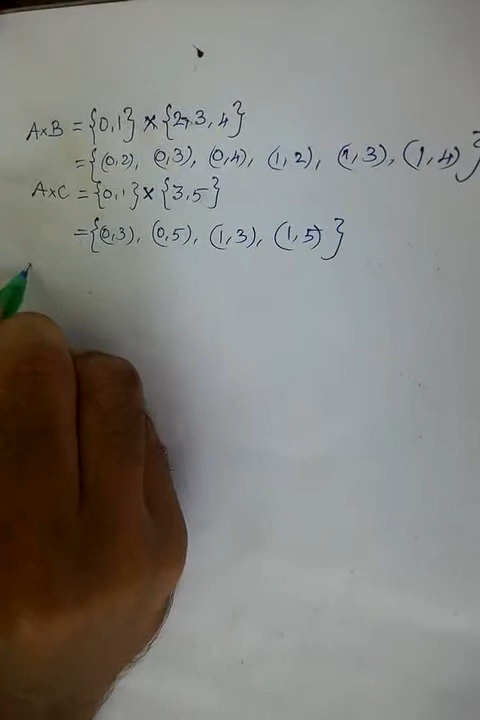 A×B = {0,1} × {2,3,4}
= {(0,2), (0,3), (0,4), (1,2), (1,3), (1,4)}
A×C = {0,1} × {3,5}
= {(0,3), (0,5), (1,3), (1,5)}